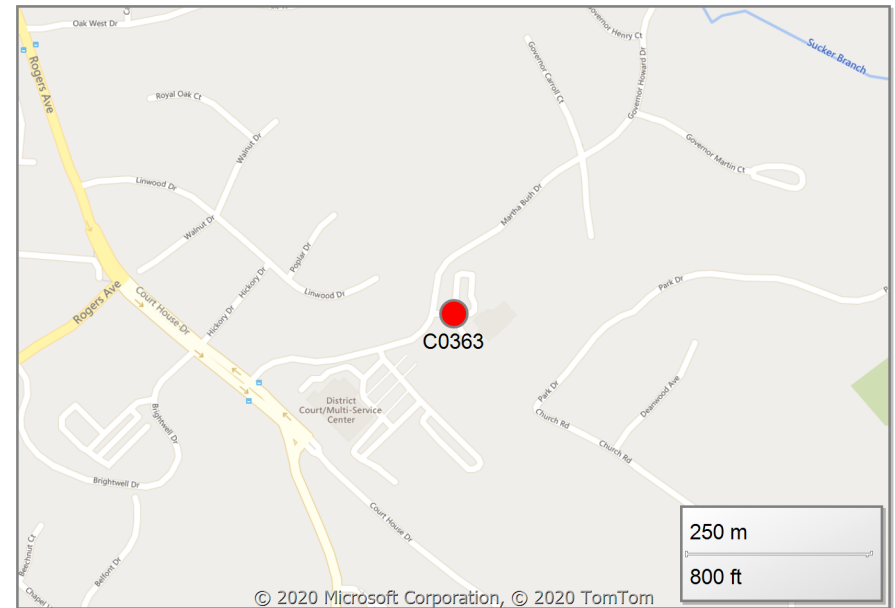 Oak West Dr
Rogers Ave
Royal Oak Ct
Walnut Dr
Linwood Dr
Walnut Dr
Poplar Dr
Hickory Dr
Linwood Dr
Hickory Dr
Court House Dr
Rogers Ave
Governor Henry Ct
Governor Howard Dr
Governor Carroll Ct
Sucker Branch
Governor Martin Ct
Martha Bush Dr
Park Dr
C0363
District
Court/Multi-Service
Center
Park Dr
Deanwood Ave
Church Rd
Church Rd
Brightwell Dr
Brightwell Dr
Court House Dr
Beechnut Ct
Belfont Dr
250 m
800 ft
© 2020 Microsoft Corporation, © 2020 TomTom